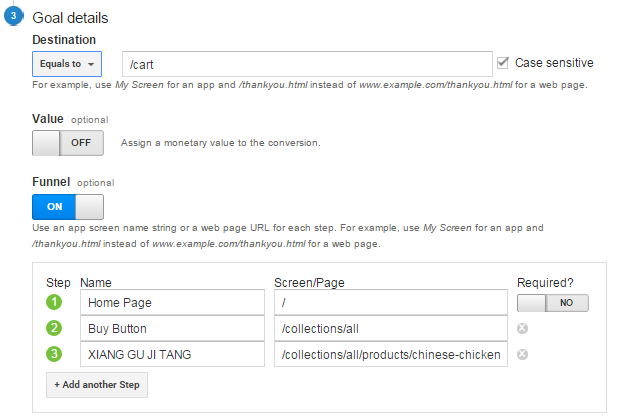 3 Goal details
Destination
Equals to /cart Case sensitive
For example, use My Screen for an app and /thankyou.html instead of www.example.com/thankyou.html for a web page.
Value optional
OFF Assign a monetary value to the conversion.
Funnel optional
ON
Use an app screen name string or a web page URL for each step. For example, use My Screen for an app and
/thankyou.html instead of www.example.com/thankyou.html for a web page.
Step Name Screen/Page Required?
1 Home Page / NO
2 Buy Button /collections/all
3 XIANG GU JI TANG /collections/all/products/chinese-chicken
+ Add another Step